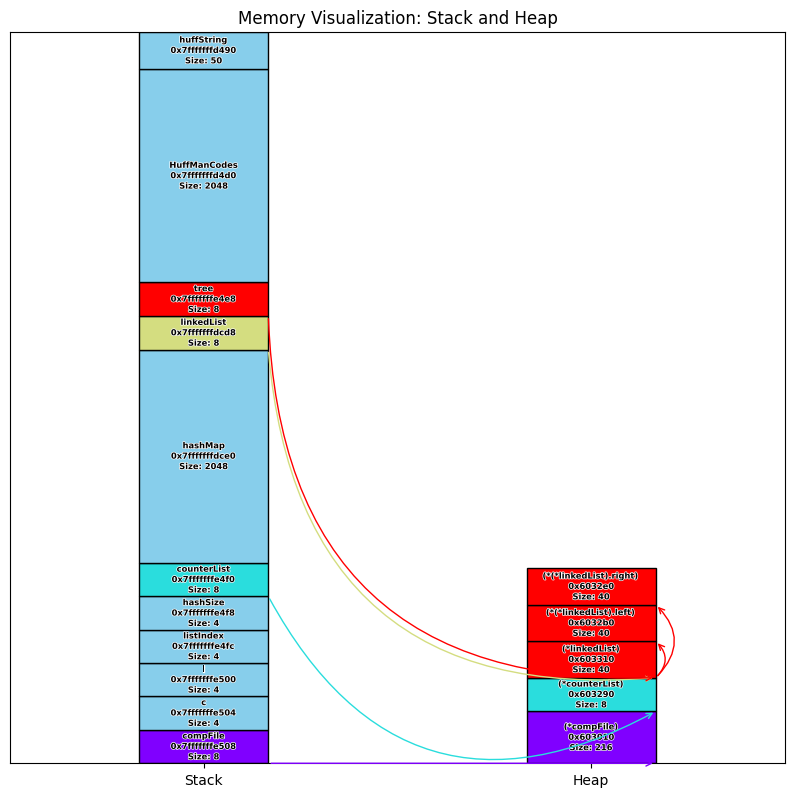 Memory Visualization: Stack and Heap
huffString
0x7fffffffd490
Size: 50
HuffManCodes
0x7fffffffd4d0
Size: 2048
tree
0x7fffffffe4e8
Size: 8
linkedList
0x7fffffffdcd8
Size: 8
hashMap
0x7fffffffdce0
Size: 2048
counterList
0x7fffffffe4f0
Size: 8
hashSize
0x7fffffffe4f8
Size: 4
listIndex
0x7fffffffe4fc
Size: 4
l
0x7fffffffe500
Size: 4
c
0x7fffffffe504
Size: 4
compFile
0x7fffffffe508
Size: 8
(*(*linkedList).right)
0x6032e0
Size: 40
(*(*linkedList).left)
0x6032b0
Size: 40
(*linkedList)
0x603310
Size: 40
(*counterList)
0x603290
Size: 8
(*compFile)
0x603010
Size: 216
Stack
Heap